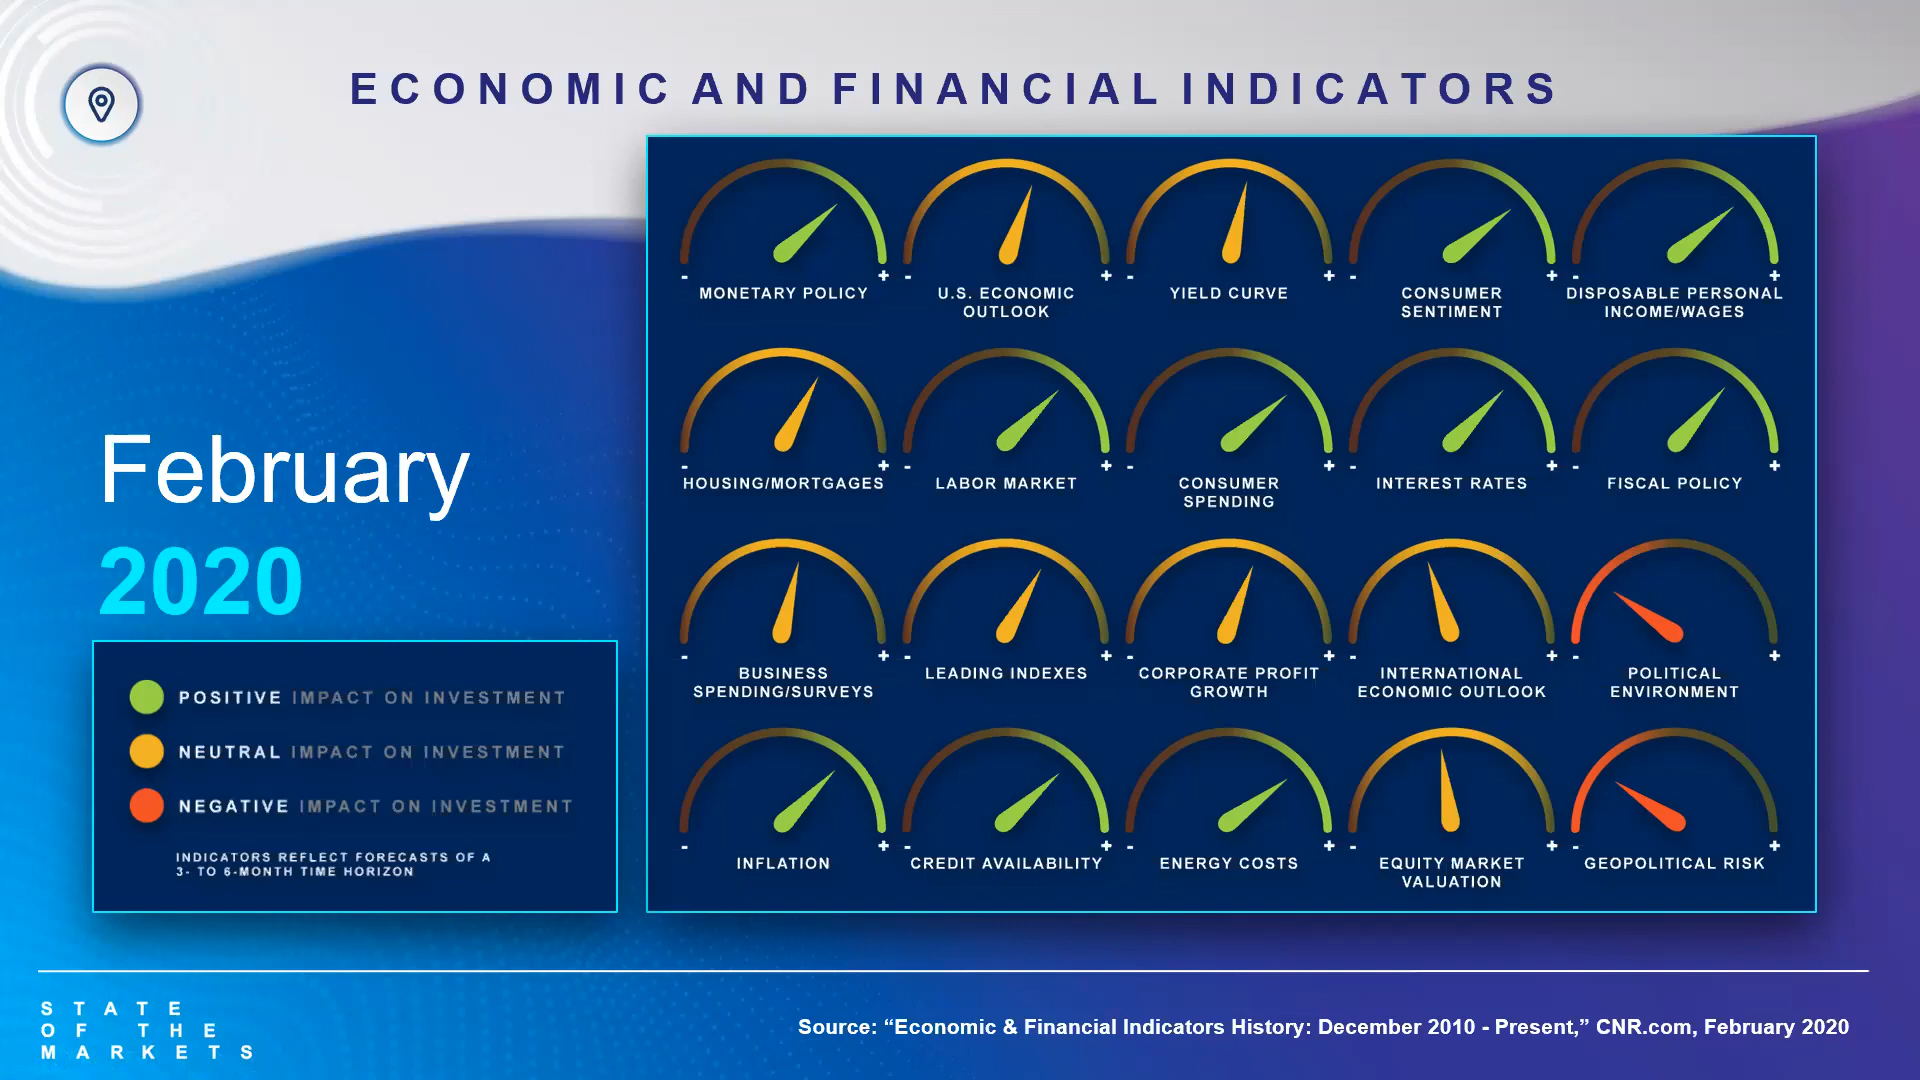 ECONOMIC AND FINANCIAL INDICATORS
February
2020
POSITIVE IMPACT ON INVESTMENT
NEUTRAL IMPACT ON INVESTMENT
NEGATIVE IMPACT ON INVESTMENT
INDICATORS REFLECT FORECASTS OF A
3- TO 6-MONTH TIME HORIZON
- +
MONETARY POLICY
- +
U.S. ECONOMIC
OUTLOOK
- +
YIELD CURVE
- +
CONSUMER
SENTIMENT
- +
DISPOSABLE PERSONAL
INCOME/WAGES
- +
HOUSING/MORTGAGES
- +
LABOR MARKET
- +
CONSUMER
SPENDING
- +
INTEREST RATES
- +
FISCAL POLICY
- +
BUSINESS
SPENDING/SURVEYS
- +
LEADING INDEXES
- +
CORPORATE PROFIT
GROWTH
- +
INTERNATIONAL
ECONOMIC OUTLOOK
- +
POLITICAL
ENVIRONMENT
- +
INFLATION
- +
CREDIT AVAILABILITY
- +
ENERGY COSTS
- +
EQUITY MARKET
VALUATION
- +
GEOPOLITICAL RISK
STATE
OF THE
MARKETS
Source: “Economic & Financial Indicators History: December 2010 - Present,” CNR.com, February 2020